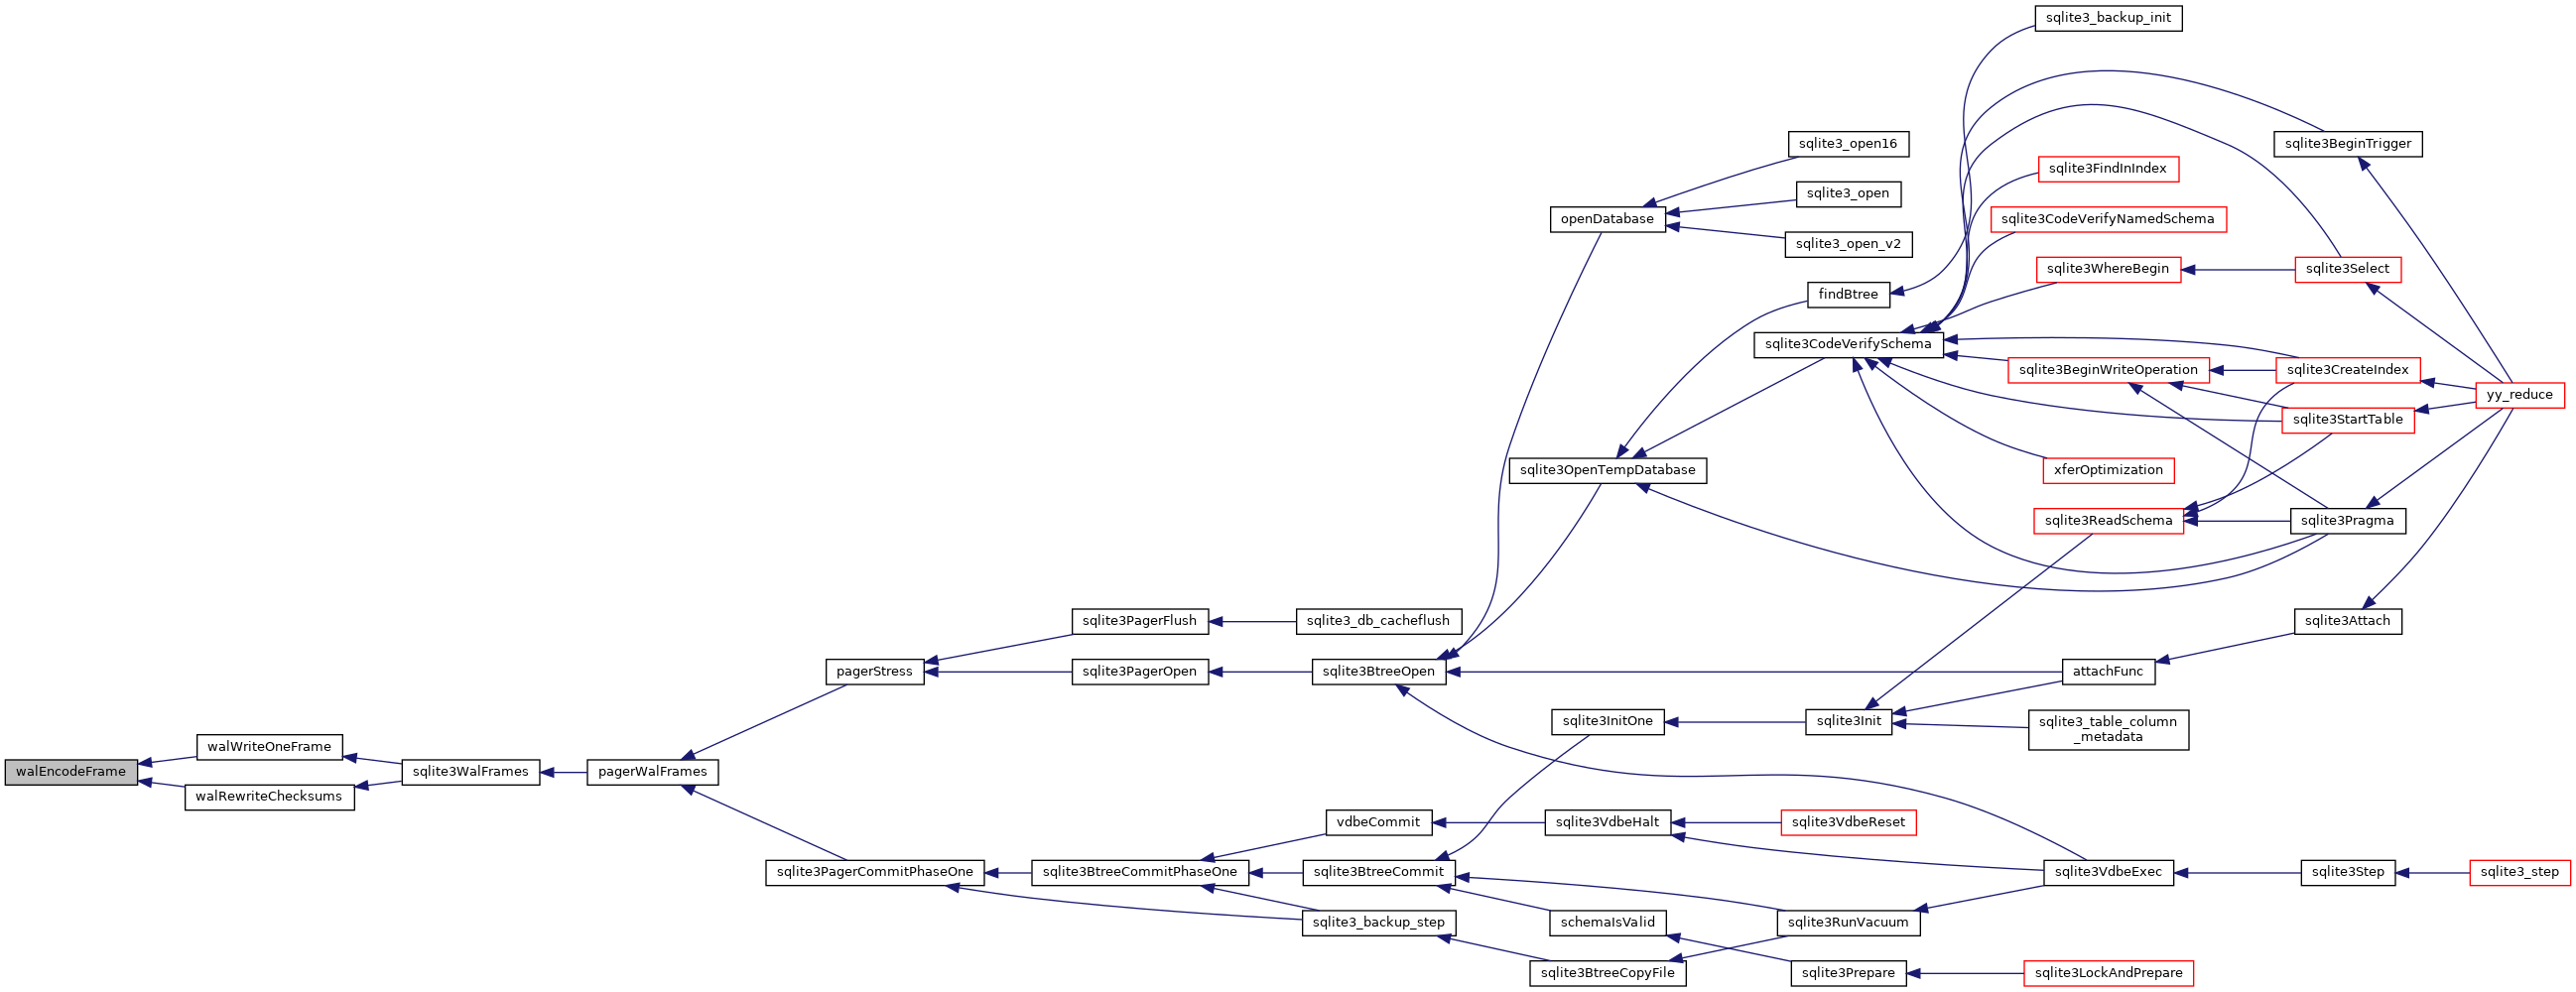 sqlite3_backup_init
sqlite3_open16
sqlite3BeginTrigger
sqlite3FindInIndex
sqlite3_open
openDatabase
sqlite3CodeVerifyNamedSchema
sqlite3_open_v2
sqlite3WhereBegin
sqlite3Select
findBtree
sqlite3CodeVerifySchema
sqlite3BeginWriteOperation
sqlite3CreateIndex
yy_reduce
sqlite3StartTable
sqlite3OpenTempDatabase
xferOptimization
sqlite3ReadSchema
sqlite3Pragma
sqlite3PagerFlush
sqlite3_db_cacheflush
sqlite3Attach
pagerStress
sqlite3PagerOpen
sqlite3BtreeOpen
attachFunc
sqlite3InitOne
sqlite3Init
sqlite3_table_column
_metadata
walWriteOneFrame
walEncodeFrame
sqlite3WalFrames
pagerWalFrames
walRewriteChecksums
vdbeCommit
sqlite3VdbeHalt
sqlite3VdbeReset
sqlite3PagerCommitPhaseOne
sqlite3BtreeCommitPhaseOne
sqlite3BtreeCommit
sqlite3VdbeExec
sqlite3Step
sqlite3_step
sqlite3_backup_step
schemaIsValid
sqlite3RunVacuum
sqlite3BtreeCopyFile
sqlite3Prepare
sqlite3LockAndPrepare